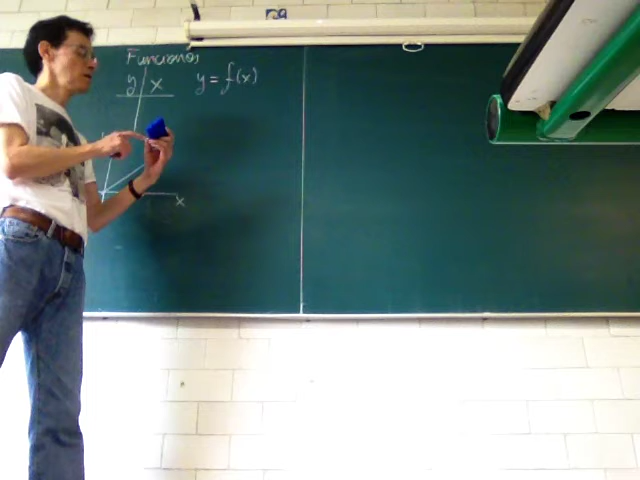 Funciones
y x y = f(x)
x